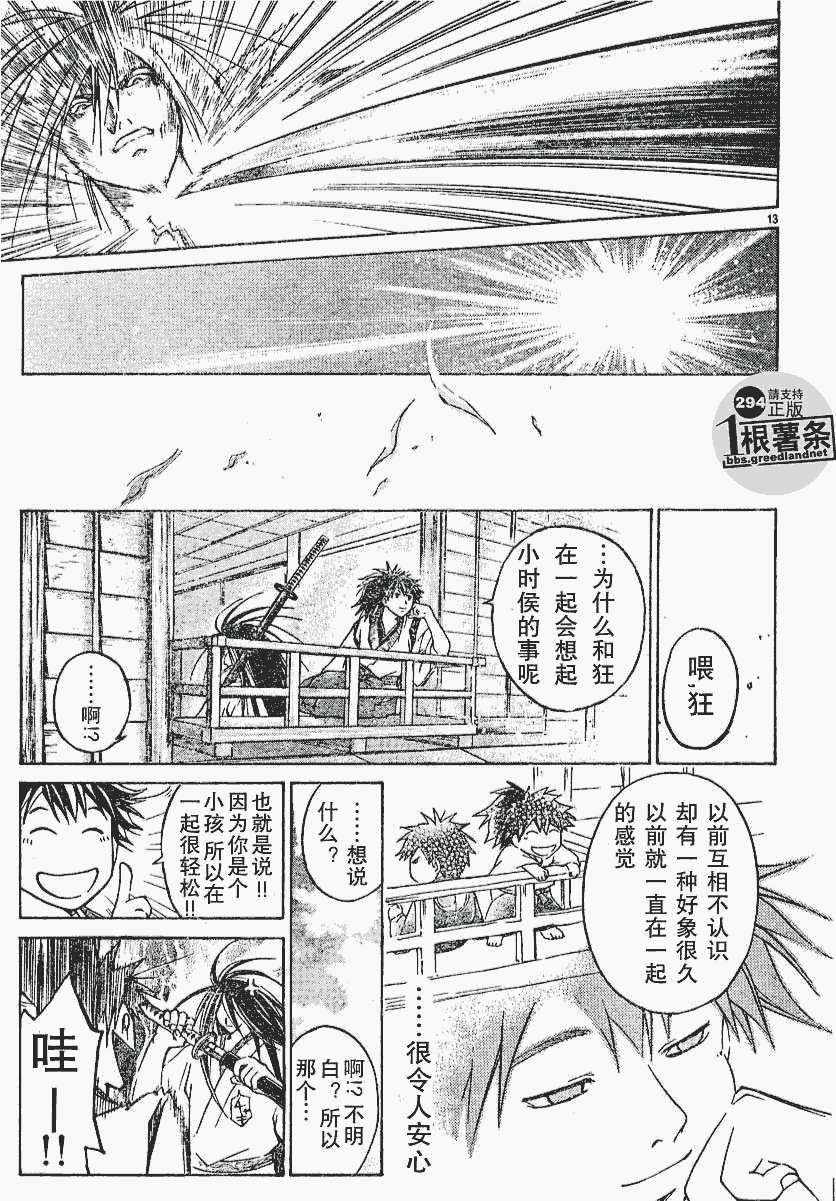 13
294
請支持
正版
1根薯条
bbs.greedlandnet
喂,狂
…为什么和狂
在一起会想起
小时侯的事呢
……啊!?
以前互相不认识
却有一种好象很久
以前就一直在一起
的感觉
……很令人安心
……想说
什么?
也就是说!!
因为你是个
小孩 所以在
一起很轻松!!
啊!? 不明
白? 所以
那个…
哇ー!!